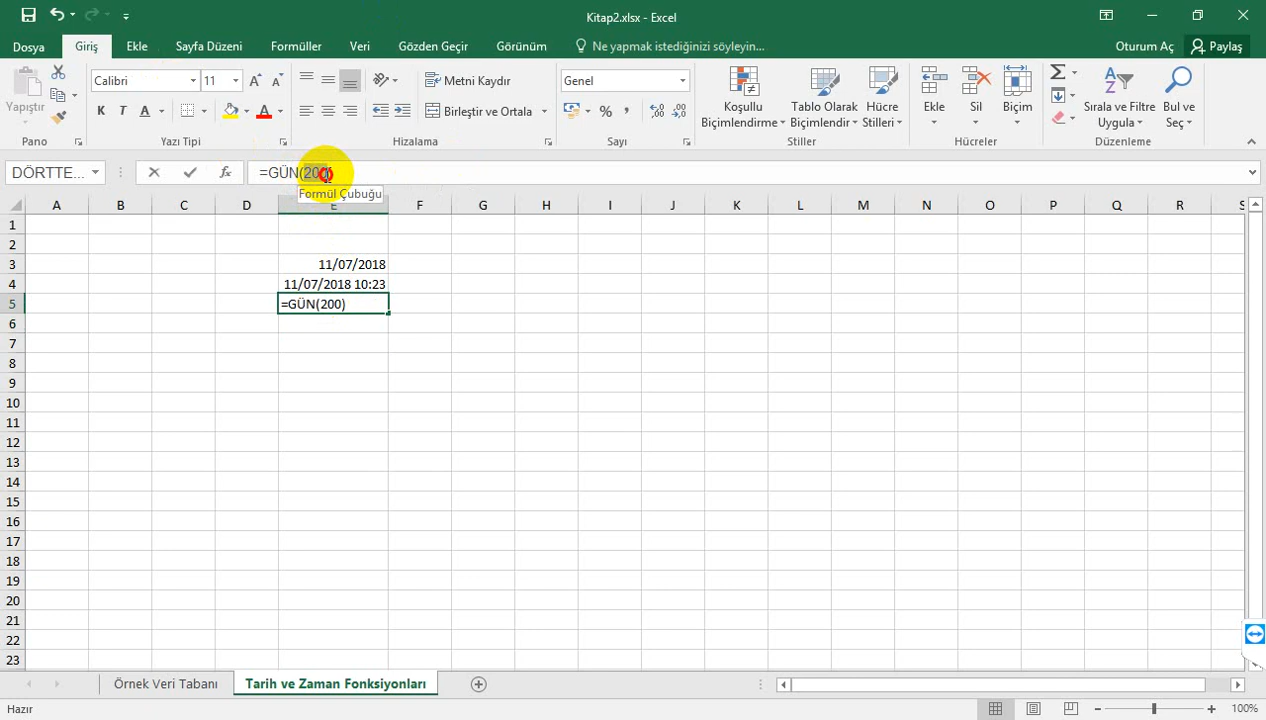 Kitap2.xlsx - Excel
Dosya
Giriş
Ekle
Sayfa Düzeni
Formüller
Veri
Gözden Geçir
Görünüm
Ne yapmak istediğinizi söyleyin...
Oturum Aç
Paylaş
Yapıştır
Calibri
11
K
T
A
Metni Kaydır
Birleştir ve Ortala
Genel
Koşullu
Biçimlendirme
Tablo Olarak
Biçimlendir
Hücre
Stilleri
Ekle
Sil
Biçim
Sırala ve Filtre
Uygula
Bul ve
Seç
Pano
Yazı Tipi
Hizalama
Sayı
Stiller
Hücreler
Düzenleme
DÖRTTE...
fx
=GÜN(200)
Formül Çubuğu
A B C D E F G H I J K L M N O P Q R S
1
2
3 11/07/2018
4 11/07/2018 10:23
5 =GÜN(200)
6
7
8
9
10
11
12
13
14
15
16
17
18
19
20
21
22
23
Örnek Veri Tabanı
Tarih ve Zaman Fonksiyonları
Hazır
100%